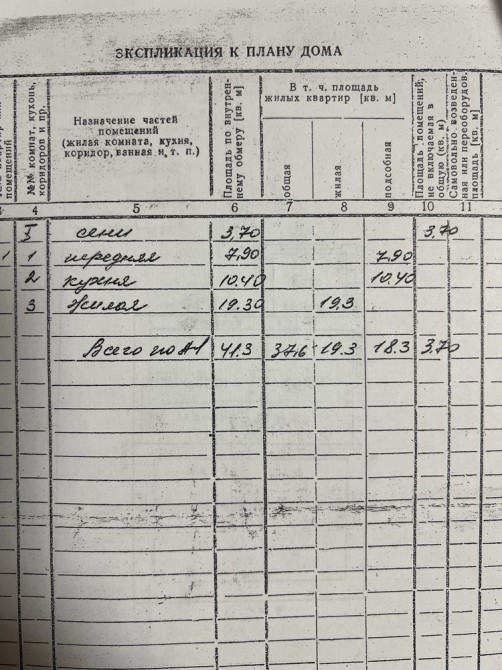 ЭКСПЛИКАЦИЯ К ПЛАНУ ДОМА
помещений
№№ комнат, кухонь, коридоров и пр.
Назначение частей помещений (жилая комната, кухня, коридор, ванная и. т. п.)
Площадь по внутреннему обмеру (кв. м)
В т. ч. площадь жилых квартир [кв. м]
общая
жилая
подсобная
Площадь помещений, не включаемая в общую (кв. м)
Самовольно возведенная или переоборудов. площадь [кв. м]
4 5 6 7 8 9 10 11
I сени 3,70 3,70
1 1 передняя 7,90 7,90
2 кухня 10.40 10.40
3 жилая 19.30 19,3
Всего по А1 41.3 37,6 19.3 18.3 3,70